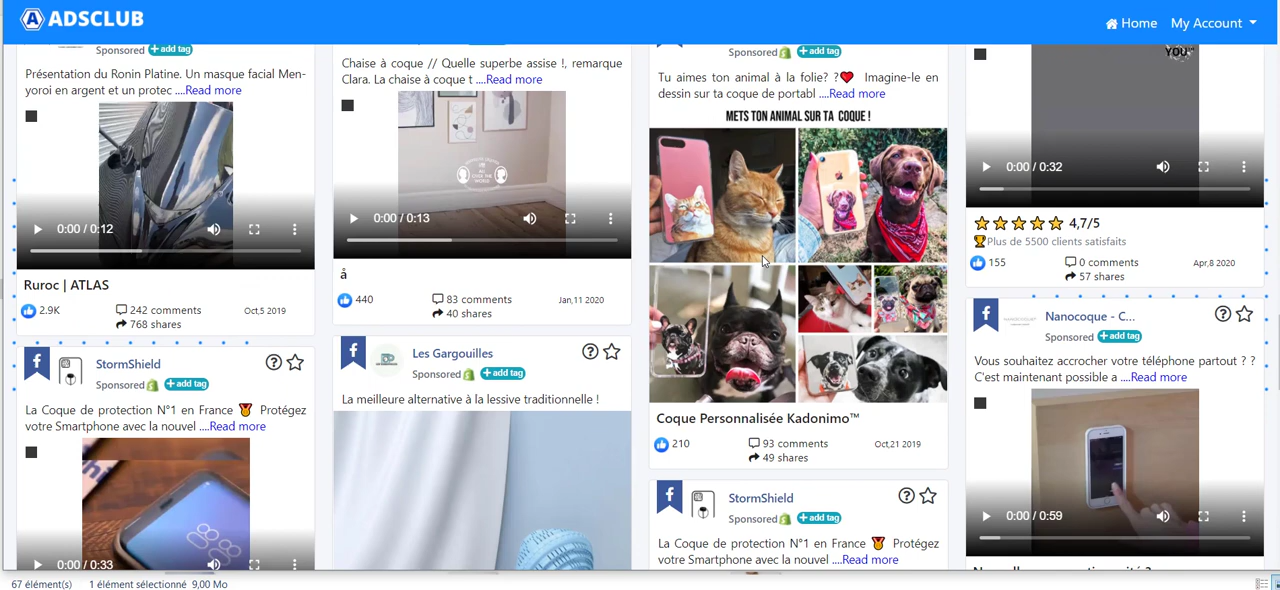 ADSCLUB
Home My Account
Sponsored + add tag
Présentation du Ronin Platine. Un masque facial Men-
yoroi en argent et un protec ....Read more
0:00 / 0:12
Ruroc | ATLAS
2.9K
242 comments
768 shares
Oct,5 2019
StormShield
Sponsored + add tag
La Coque de protection N°1 en France 🏅 Protégez
votre Smartphone avec la nouvel ....Read more
0:00 / 0:33
Chaise à coque // Quelle superbe assise !, remarque
Clara. La chaise à coque t ....Read more
0:00 / 0:13
å
440
83 comments
40 shares
Jan,11 2020
Les Gargouilles
Sponsored + add tag
La meilleure alternative à la lessive traditionnelle !
Sponsored + add tag
Tu aimes ton animal à la folie? ?❤ Imagine-le en
dessin sur ta coque de portabl ....Read more
METS TON ANIMAL SUR TA COQUE !
Coque Personnalisée Kadonimo™
210
93 comments
49 shares
Oct,21 2019
StormShield
Sponsored + add tag
La Coque de protection N°1 en France 🏅 Protégez
votre Smartphone avec la nouvel ....Read more
YOU
0:00 / 0:32
4,7/5
Plus de 5500 clients satisfaits
155
0 comments
57 shares
Apr,8 2020
Nanocoque - C...
Sponsored + add tag
Vous souhaitez accrocher votre téléphone partout ? ?
C'est maintenant possible a ....Read more
0:00 / 0:59
67 élément(s) 1 élément sélectionné 9,00 Mo